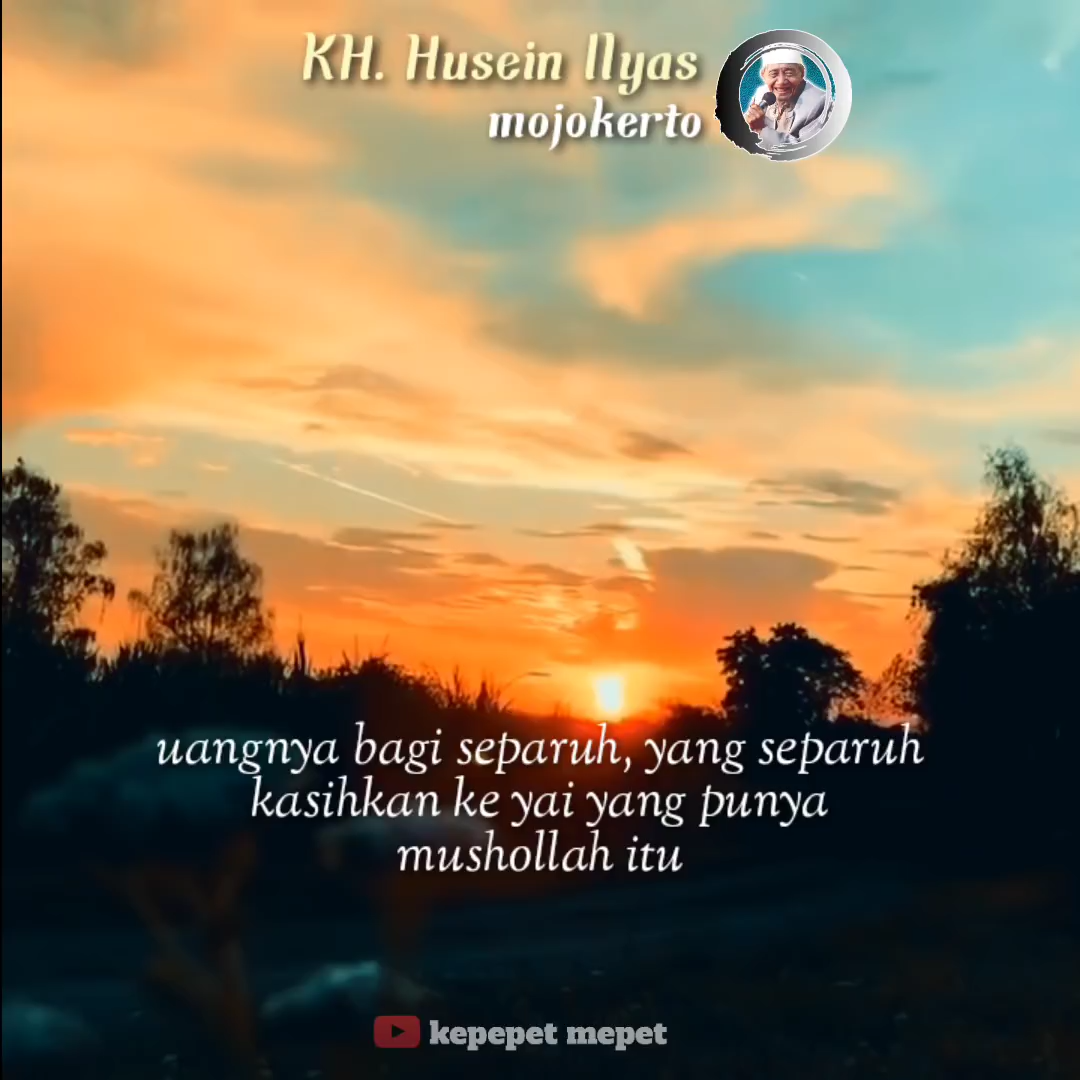 KH. Husein Ilyas
mojokerto
uangnya bagi separuh, yang separuh
kasihkan ke yai yang punya
mushollah itu
kepepet mepet